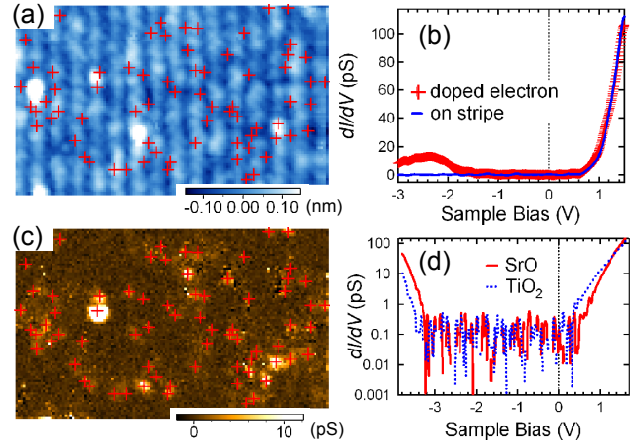 (a)
-0.10 0.00 0.14
(nm)
(b)
dI/dV (pS)
100
80
60
40
20
0
doped electron
on stripe
-3 -2 -1 0 1
Sample Bias (V)
(c)
0 10
(pS)
(d)
dI/dV (pS)
100
10
1
0.1
0.01
0.001
SrO
TiO₂
-3 -2 -1 0 1
Sample Bias (V)